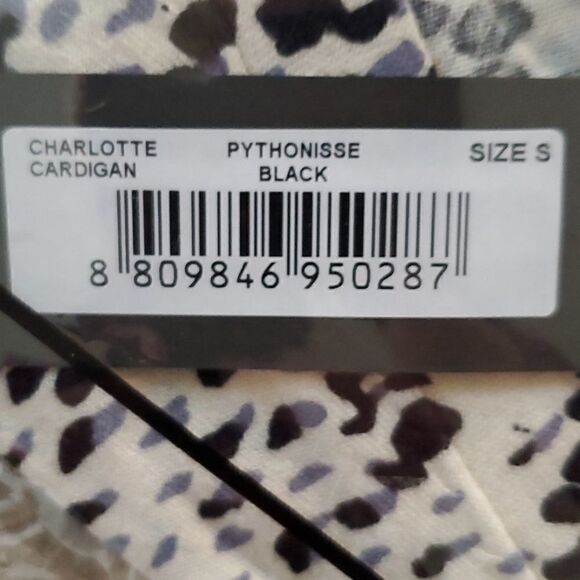 CHARLOTTE CARDIGAN
PYTHONISSE BLACK
SIZE S
8 809846 950287